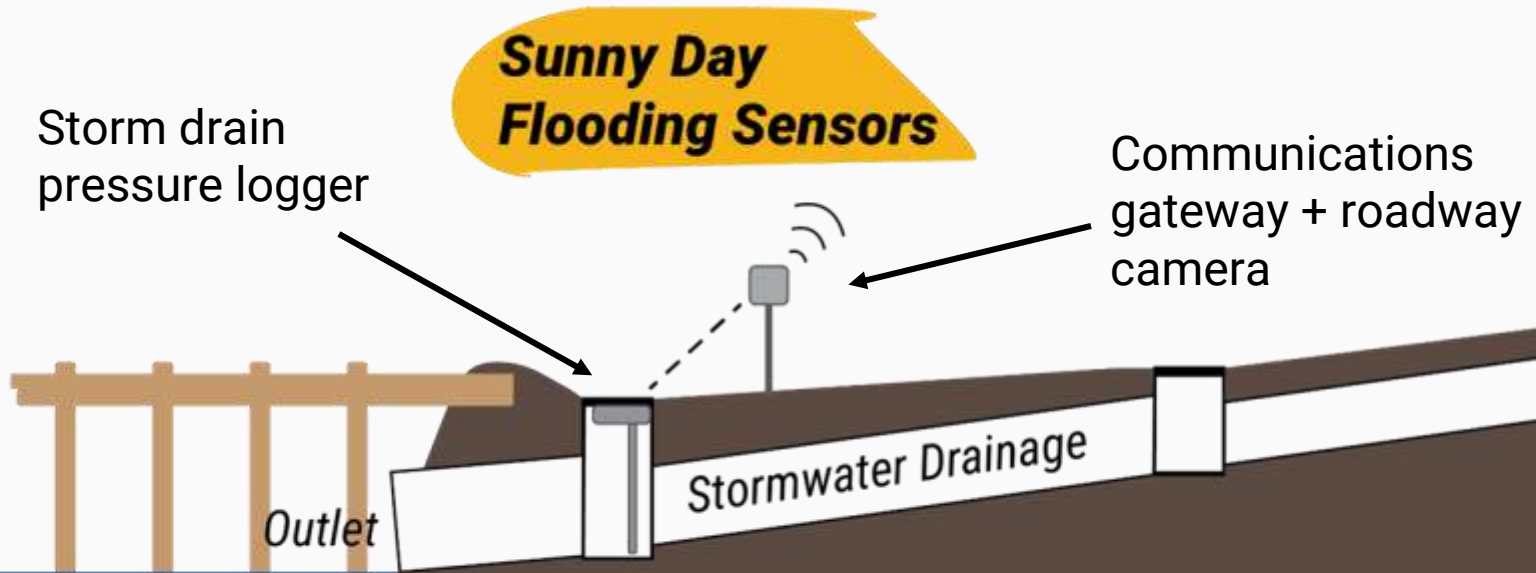 Sunny Day
Flooding Sensors
Storm drain
pressure logger
Communications
gateway + roadway
camera
Stormwater Drainage
Outlet